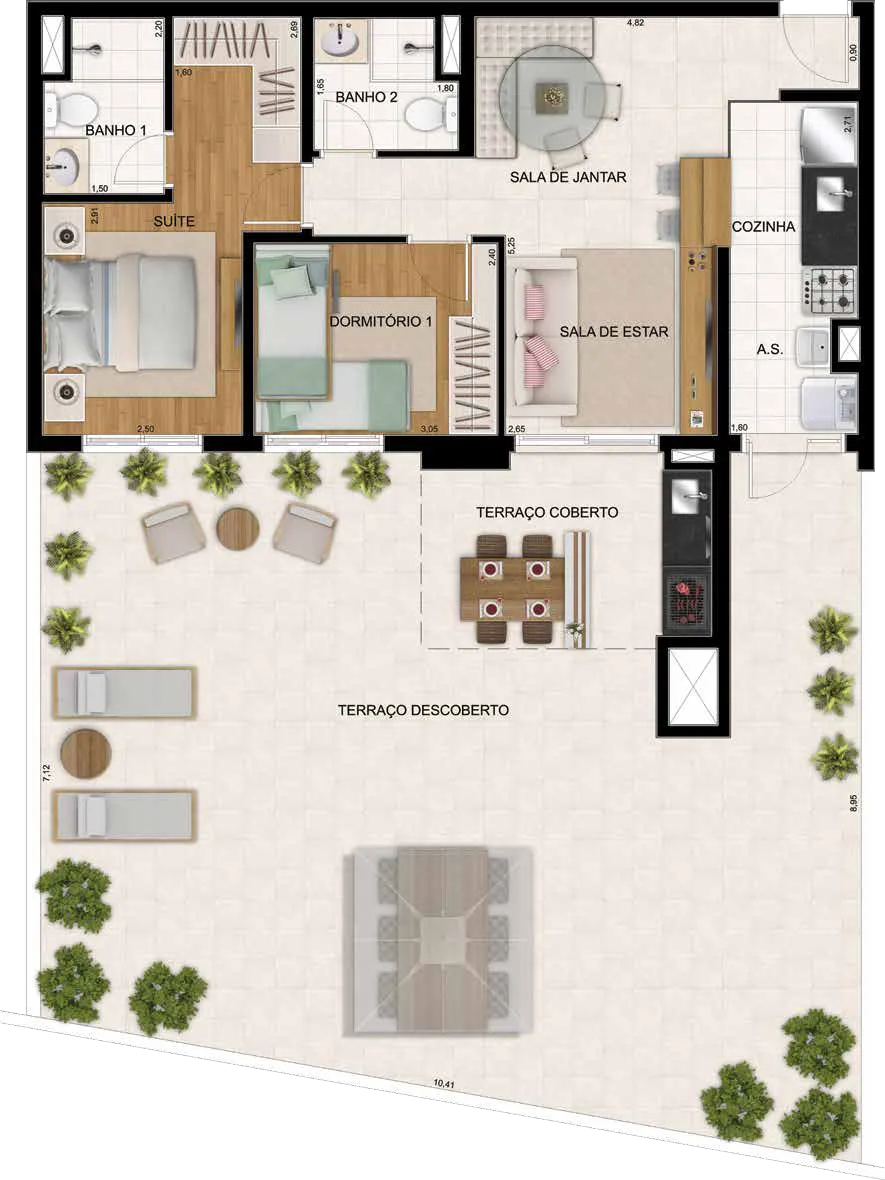 4,82
2,20
2,69
1,60
0,90
1,65
BANHO 2
1,80
BANHO 1
2,71
1,50
SALA DE JANTAR
2,91
SUÍTE
COZINHA
5,25
2,40
DORMITÓRIO 1
SALA DE ESTAR
A.S.
2,50
3,05
2,65
1,60
TERRAÇO COBERTO
TERRAÇO DESCOBERTO
7,12
8,95
10,41